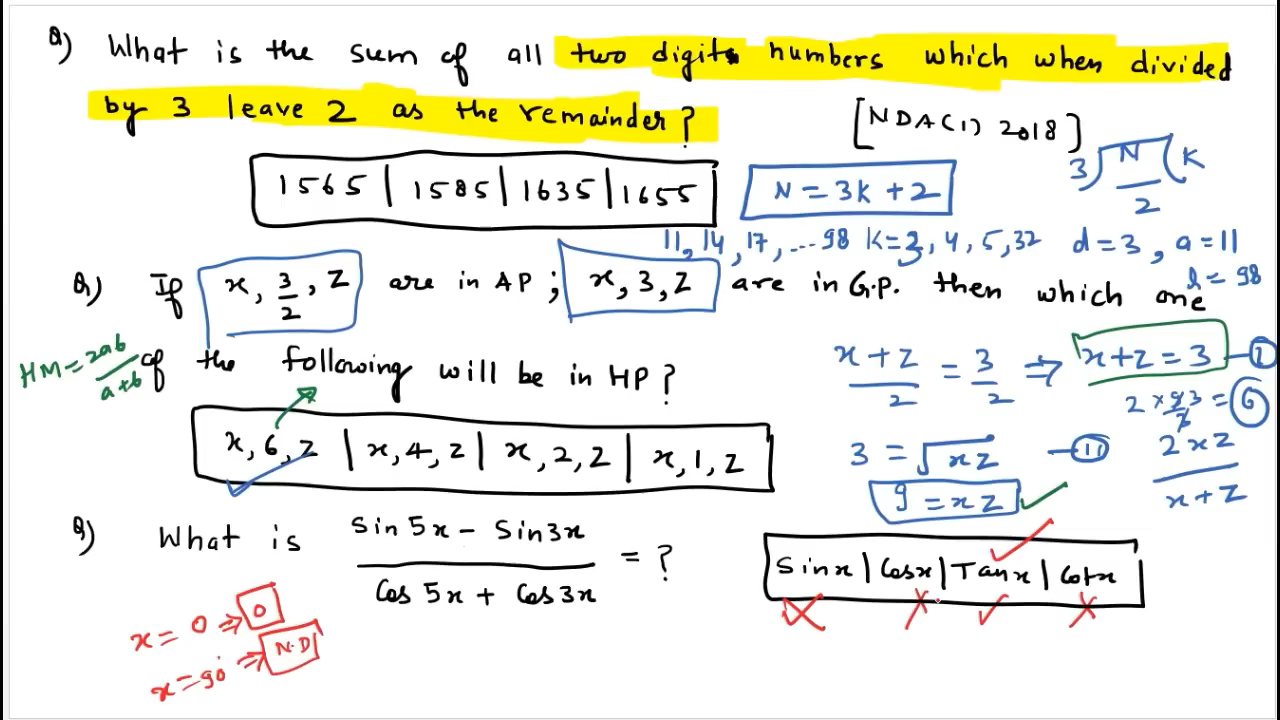 Q) What is the sum of all two digits numbers which when divided
by 3 leave 2 as the remainder?
[NDA(1) 2018]
1565 | 1585 | 1635 | 1655
N = 3K + 2
3) N ( K
2
11, 14, 17, ... 98 K = 3, 4, 5, 32 d = 3, a = 11
l = 98
Q) If x, 3/2, Z are in AP ; x, 3, Z are in G.P. then which one
of the following will be in HP?
HM = 2ab/a+b
x + z / 2 = 3/2 ⇒ x + z = 3 – I
2 × 9 3 / 3 = 6
x, 6, z | x, 4, z | x, 2, z | x, 1, z
3 = √xz – II
9 = xz
2xz / x + z
Q) What is Sin 5x − Sin 3x / Cos 5x + Cos 3x = ?
Sin x | Cos x | Tan x | Cot x
x = 0 ⇒ 0
x = 90° ⇒ N.D